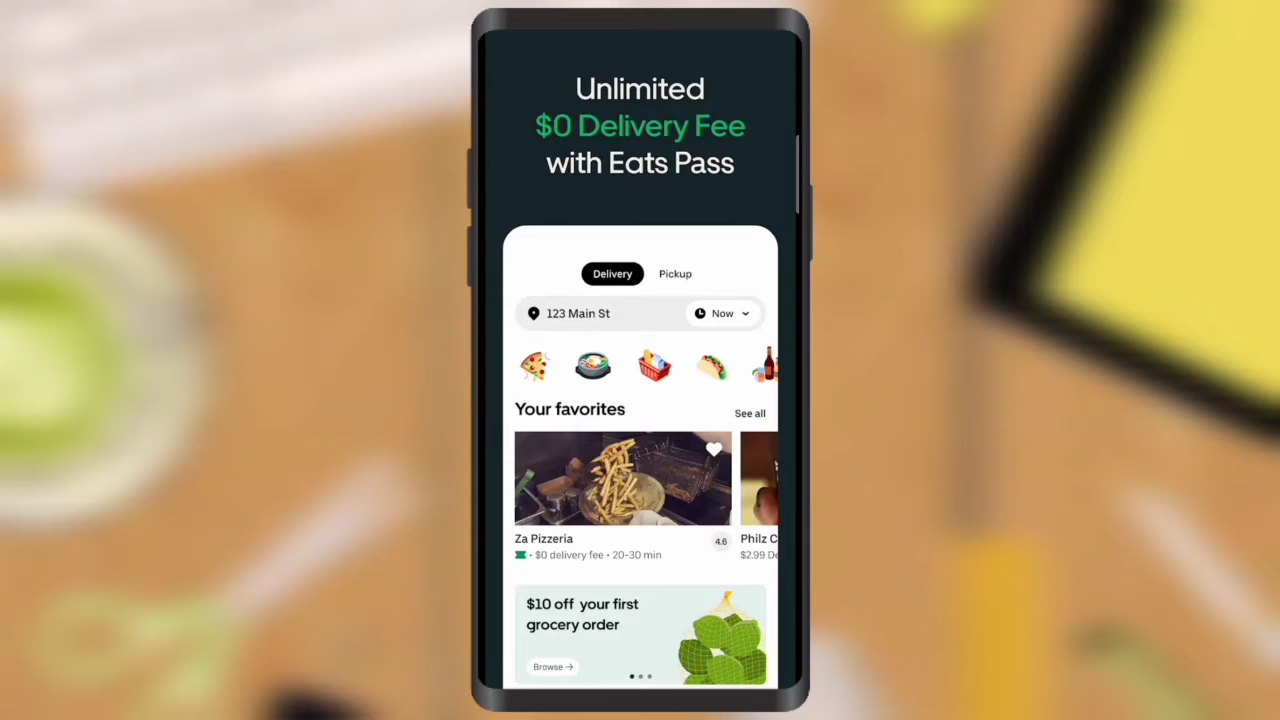 Unlimited
$0 Delivery Fee
with Eats Pass
Delivery
Pickup
123 Main St
Now
Your favorites
See all
Za Pizzeria
4.6
• $0 delivery fee • 20-30 min
Philz C
$2.99 De
$10 off your first
grocery order
Browse →